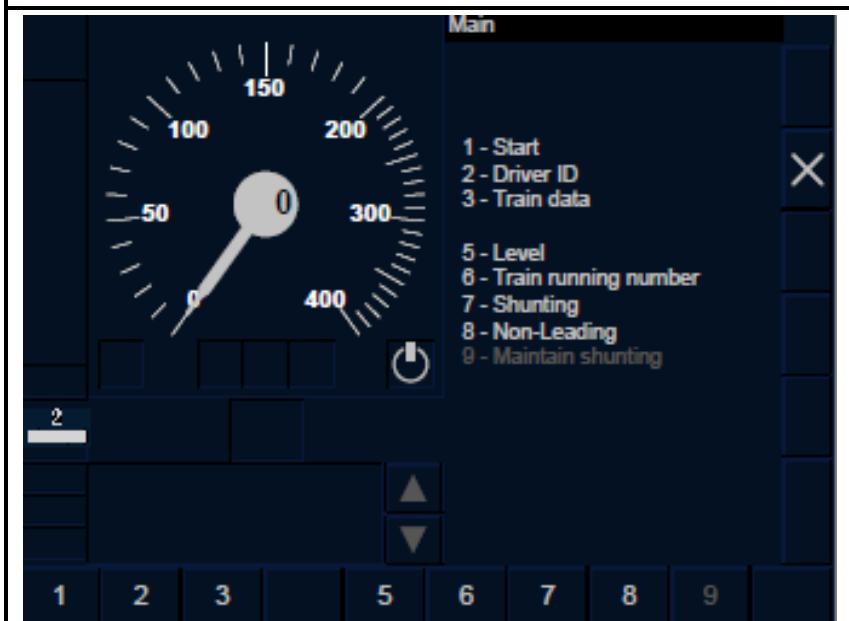 Main
150
100
200
1 - Start
2 - Driver ID
3 - Train data
50
0
300
5 - Level
6 - Train running number
7 - Shunting
8 - Non-Leading
9 - Maintain shunting
0
400
2
1 2 3 5 6 7 8 9